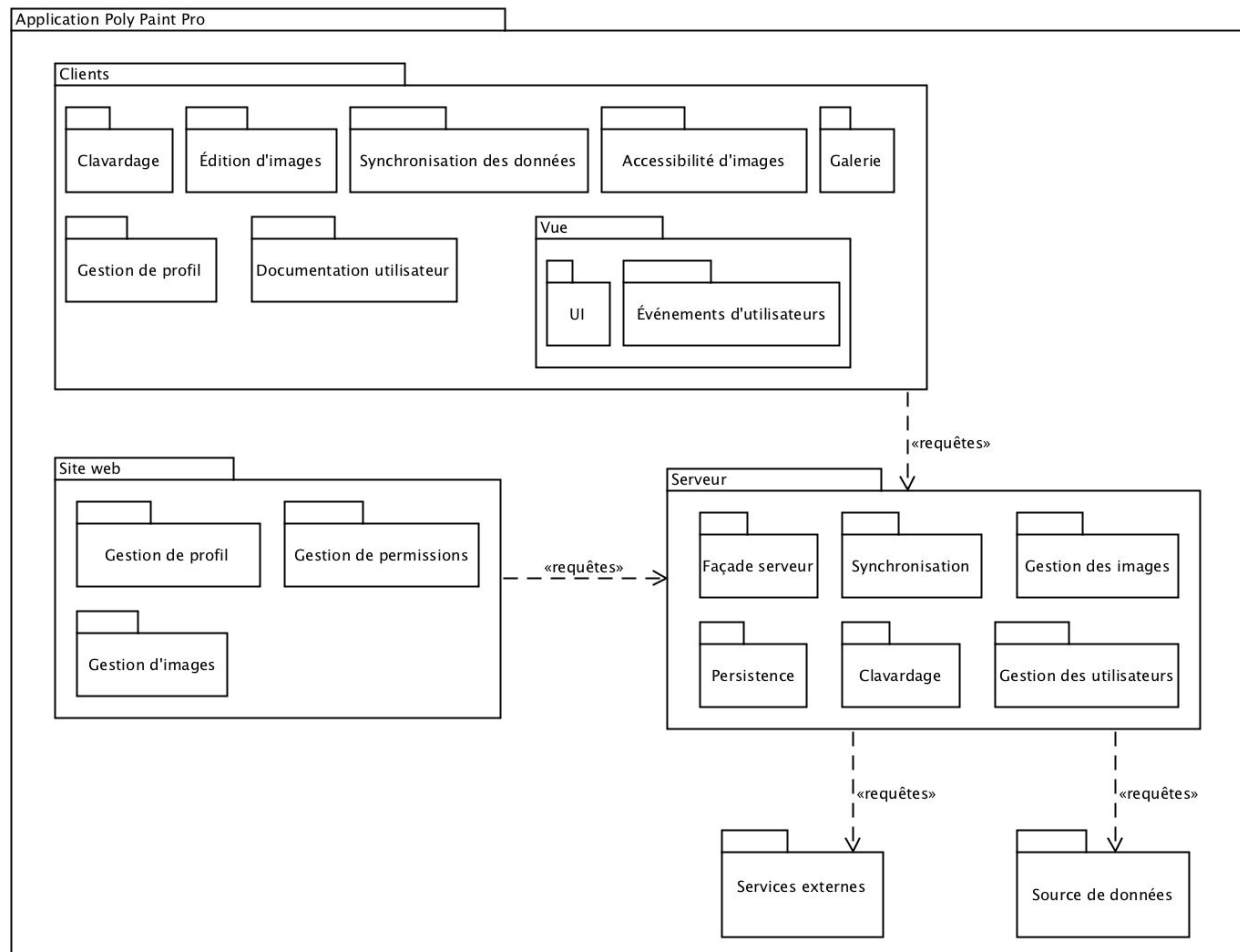 Application Poly Paint Pro
Clients
Clavardage
Édition d'images
Synchronisation des données
Accessibilité d'images
Galerie
Gestion de profil
Documentation utilisateur
Vue
UI
Événements d'utilisateurs
«requêtes»
Site web
Gestion de profil
Gestion de permissions
Gestion d'images
«requêtes»
Serveur
Façade serveur
Synchronisation
Gestion des images
Persistence
Clavardage
Gestion des utilisateurs
«requêtes»
«requêtes»
Services externes
Source de données